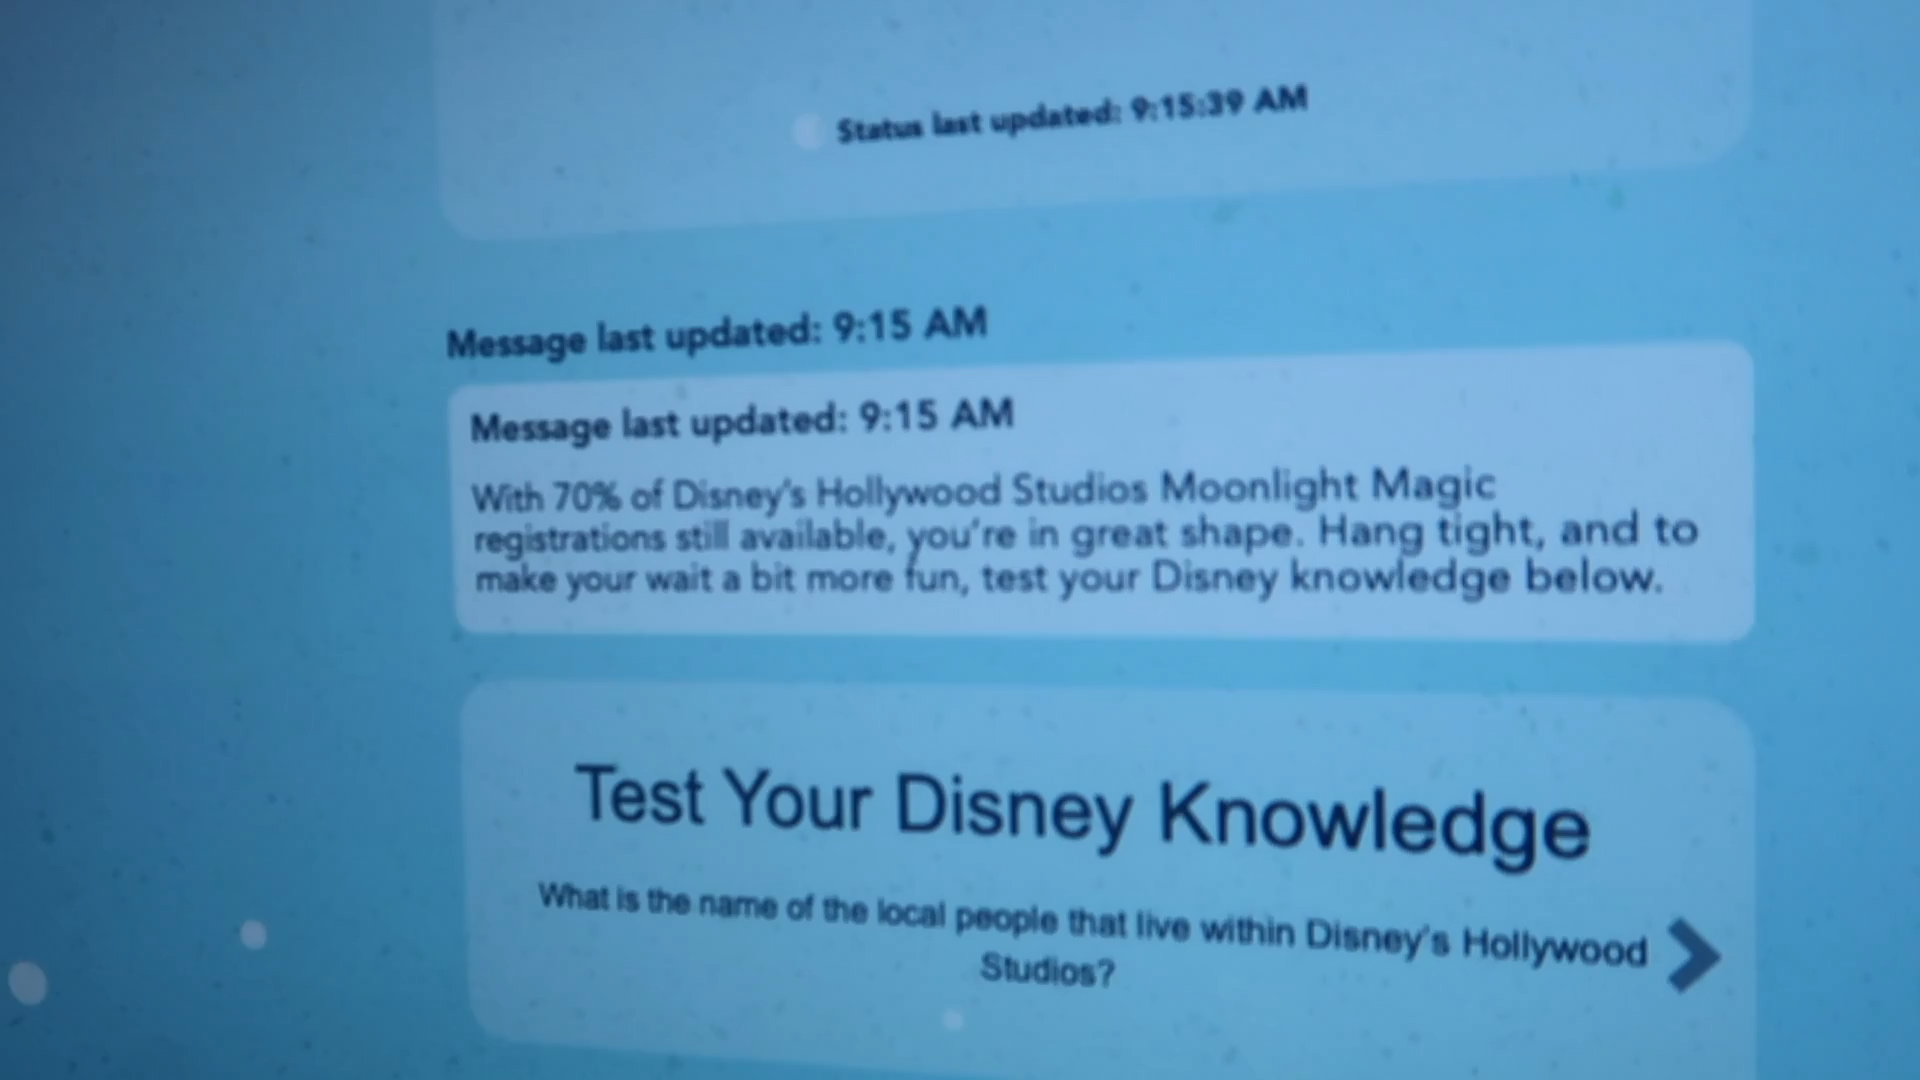 Status last updated: 9:15:39 AM
Message last updated: 9:15 AM
Message last updated: 9:15 AM
With 70% of Disney's Hollywood Studios Moonlight Magic
registrations still available, you're in great shape. Hang tight, and to
make your wait a bit more fun, test your Disney knowledge below.
Test Your Disney Knowledge
What is the name of the local people that live within Disney's Hollywood
Studios?